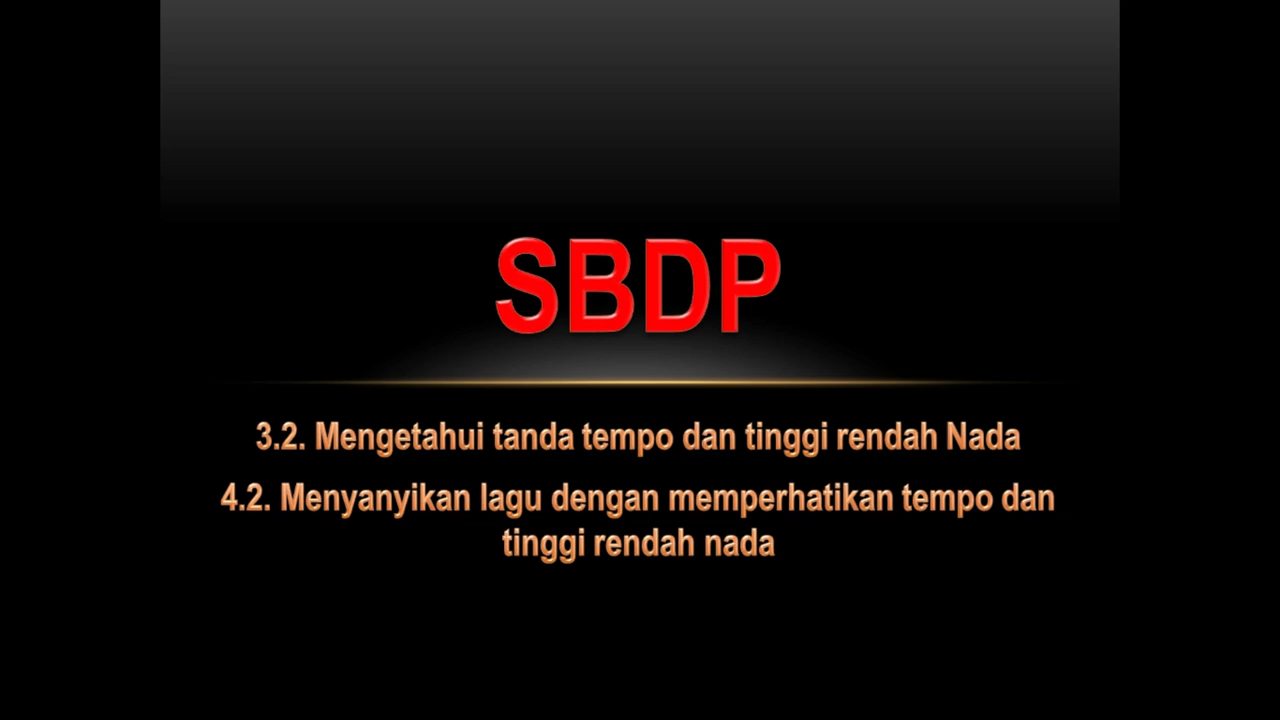 SBDP
3.2. Mengetahui tanda tempo dan tinggi rendah Nada
4.2. Menyanyikan lagu dengan memperhatikan tempo dan
tinggi rendah nada